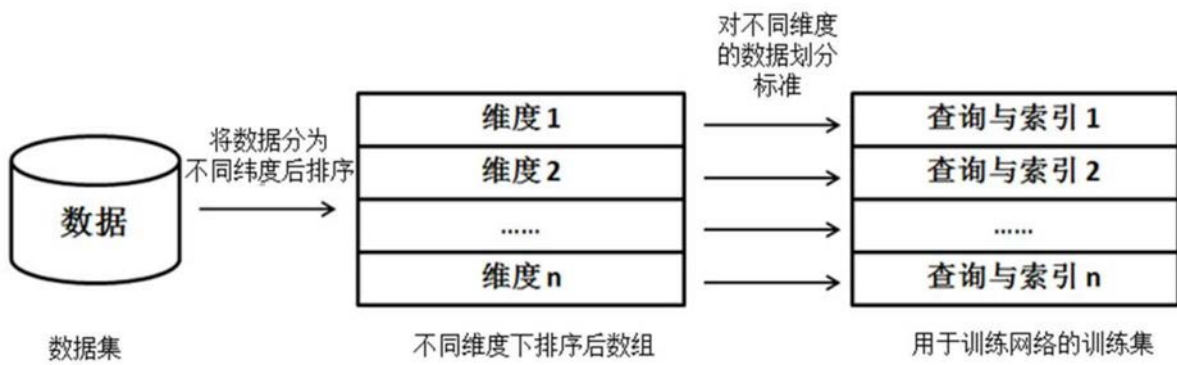 对不同维度
的数据划分
标准
将数据分为
不同纬度后排序
数据
维度1
维度2
......
维度n
查询与索引1
查询与索引2
......
查询与索引n
数据集
不同维度下排序后数组
用于训练网络的训练集